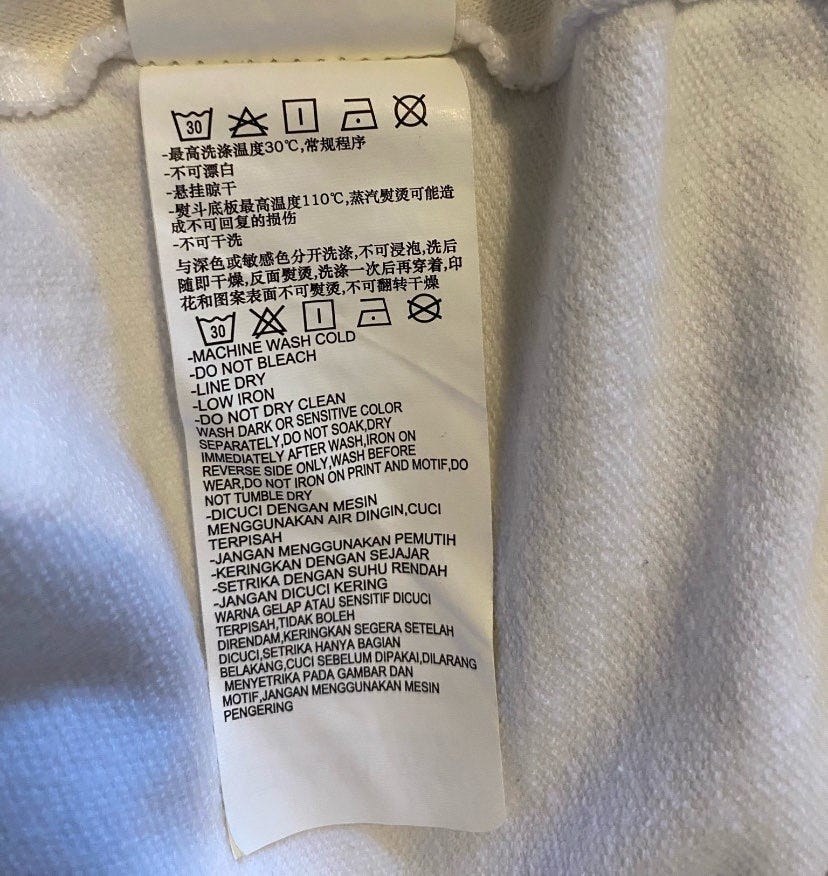 30
-最高洗涤温度30℃,常规程序
-不可漂白
-悬挂晾干
-熨斗底板最高温度110℃,蒸汽熨烫可能造
成不可回复的损伤
-不可干洗
与深色或敏感色分开洗涤,不可浸泡,洗后
随即干燥,反面熨烫,洗涤一次后再穿着,印
花和图案表面不可熨烫,不可翻转干燥
30
-MACHINE WASH COLD
-DO NOT BLEACH
-LINE DRY
-LOW IRON
-DO NOT DRY CLEAN
WASH DARK OR SENSITIVE COLOR
SEPARATELY,DO NOT SOAK,DRY
IMMEDIATELY AFTER WASH,IRON ON
REVERSE SIDE ONLY,WASH BEFORE
WEAR,DO NOT IRON ON PRINT AND MOTIF,DO
NOT TUMBLE DRY
-DICUCI DENGAN MESIN
MENGGUNAKAN AIR DINGIN,CUCI
TERPISAH
-JANGAN MENGGUNAKAN PEMUTIH
-KERINGKAN DENGAN SEJAJAR
-SETRIKA DENGAN SUHU RENDAH
-JANGAN DICUCI KERING
WARNA GELAP ATAU SENSITIF DICUCI
TERPISAH,TIDAK BOLEH
DIRENDAM,KERINGKAN SEGERA SETELAH
DICUCI,SETRIKA HANYA BAGIAN
BELAKANG,CUCI SEBELUM DIPAKAI,DILARANG
MENYETRIKA PADA GAMBAR DAN
MOTIF,JANGAN MENGGUNAKAN MESIN
PENGERING